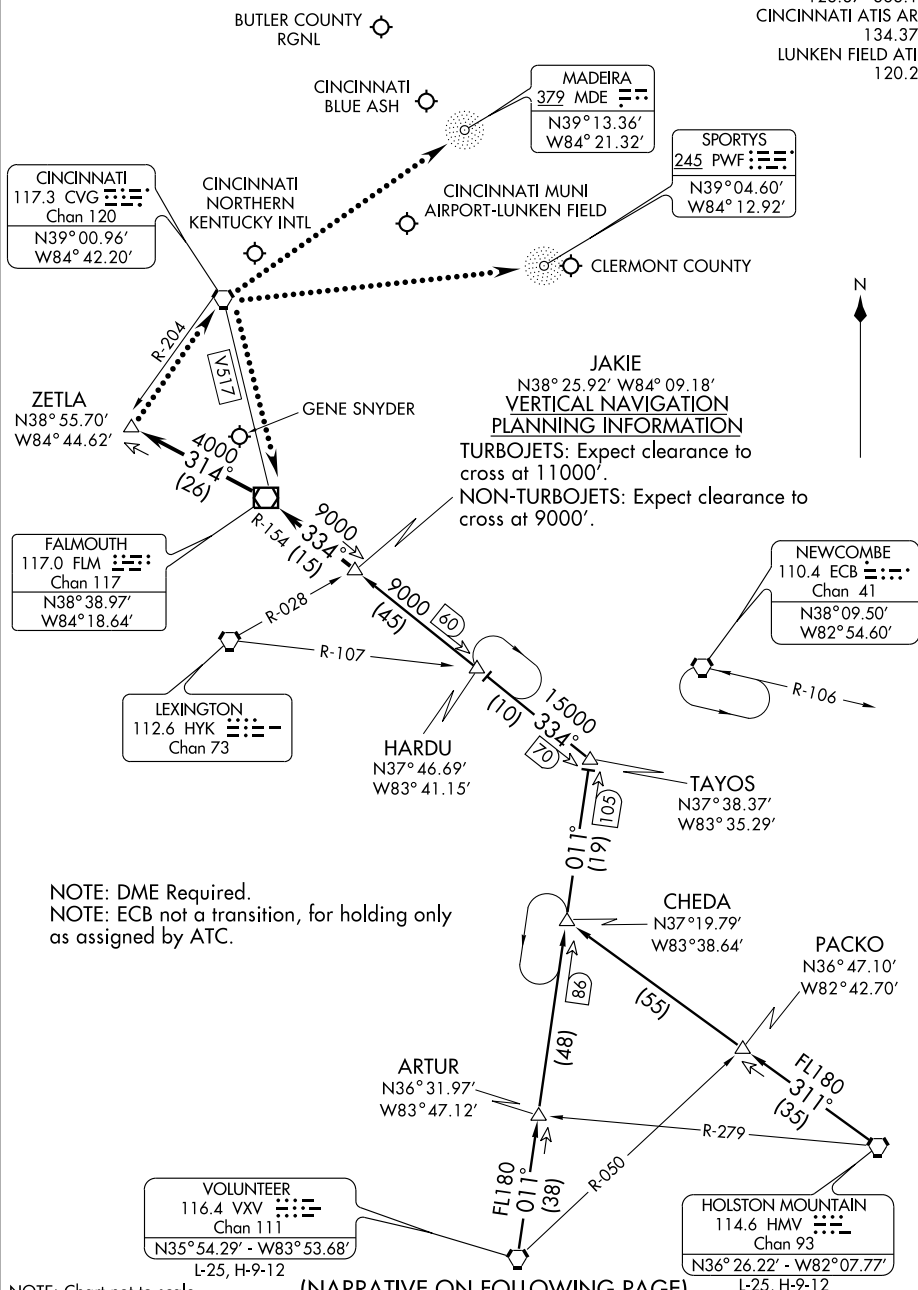 CINCINNATI ATIS AR
134.37
LUNKEN FIELD ATI
120.2
BUTLER COUNTY
RGNL
CINCINNATI
BLUE ASH
MADEIRA
379 MDE
N39°13.36′
W84°21.32′
SPORTYS
245 PWF
N39°04.60′
W84°12.92′
CINCINNATI
117.3 CVG
Chan 120
N39°00.96′
W84°42.20′
CINCINNATI
NORTHERN
KENTUCKY INTL
CINCINNATI MUNI
AIRPORT-LUNKEN FIELD
CLERMONT COUNTY
N
R-204
V517
ZETLA
N38°55.70′
W84°44.62′
GENE SNYDER
4000
314°
(26)
JAKIE
N38°25.92′ W84°09.18′
VERTICAL NAVIGATION
PLANNING INFORMATION
TURBOJETS: Expect clearance to
cross at 11000′.
NON-TURBOJETS: Expect clearance to
cross at 9000′.
FALMOUTH
117.0 FLM
Chan 117
N38°38.97′
W84°18.64′
R-154
9000
334°
(15)
NEWCOMBE
110.4 ECB
Chan 41
N38°09.50′
W82°54.60′
R-106
9000
(45)
60
R-028
R-107
LEXINGTON
112.6 HYK
Chan 73
HARDU
N37°46.69′
W83°41.15′
15000
334°
(10)
70
TAYOS
N37°38.37′
W83°35.29′
105
011°
(19)
NOTE: DME Required.
NOTE: ECB not a transition, for holding only
as assigned by ATC.
CHEDA
N37°19.79′
W83°38.64′
PACKO
N36°47.10′
W82°42.70′
86
(48)
(55)
ARTUR
N36°31.97′
W83°47.12′
FL180
311°
(35)
R-279
R-050
FL180
011°
(38)
VOLUNTEER
116.4 VXV
Chan 111
N35°54.29′ - W83°53.68′
L-25, H-9-12
HOLSTON MOUNTAIN
114.6 HMV
Chan 93
N36°26.22′ - W82°07.77′
L-25, H-9-12
(NARRATIVE ON FOLLOWING PAGE)
NOTE: Chart not to scale